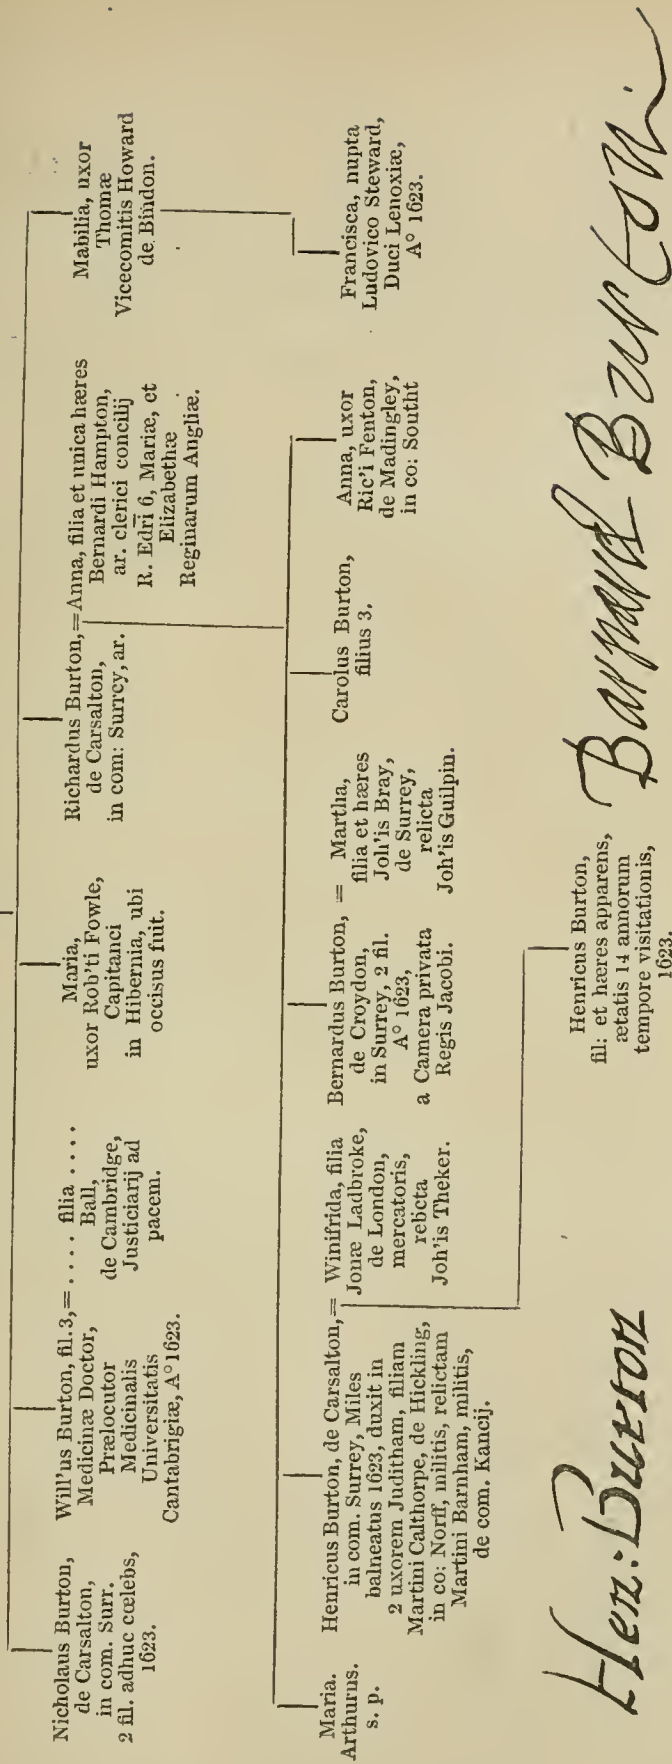 Nicholaus Burton,
de Carsalton,
in com. Surr.
2 fil. adhuc cœlebs,
1623.
Will'us Burton, fil. 3,=.... filia ....
Medicinæ Doctor,
Prælocutor
Medicinalis
Universitatis
Cantabrigiæ, A° 1623.
Ball,
de Cambridge,
Justiciarij ad
pacem.
Maria,
uxor Rob'ti Fowle,
Capitanei
in Hibernia, ubi
occisus fuit.
Richardus Burton,=Anna, filia et unica hæres
de Carsalton,
in com: Surrey, ar.
Bernardi Hampton,
ar. clerici concilij
R. Edri 6, Mariæ, et
Elizabethæ
Reginarum Angliæ.
Mabilia, uxor
Thomæ
Vicecomitis Howard
de Bindon.
Maria.
Arthurus.
s. p.
Henricus Burton, de Carsalton,=
in com. Surrey, Miles
balneatus 1623, duxit in
2 uxorem Juditham, filiam
Martini Calthorpe, de Hickling,
in co: Norff, militis, relictam
Martini Barnham, militis,
de com. Kancij.
Winifrida, filia
Jonæ Ladbroke,
de London,
mercatoris,
relicta
Joh'is Theker.
Bernardus Burton, =
de Croydon,
in Surrey, 2 fil.
A° 1623,
a Camera privata
Regis Jacobi.
Martha,
filia et hæres
Joh'is Bray,
de Surrey,
relicta
Joh'is Guilpin.
Carolus Burton,
filius 3.
Anna, uxor
Ric'i Fenton,
de Madingley,
in co: Southt
Francisca, nupta
Ludovico Steward,
Duci Lenoxiæ,
A° 1623.
Henricus Burton,
fil: et hæres apparens,
ætatis 14 annorum
tempore visitationis,
1623.
Hen: Burton
Barnard Burton